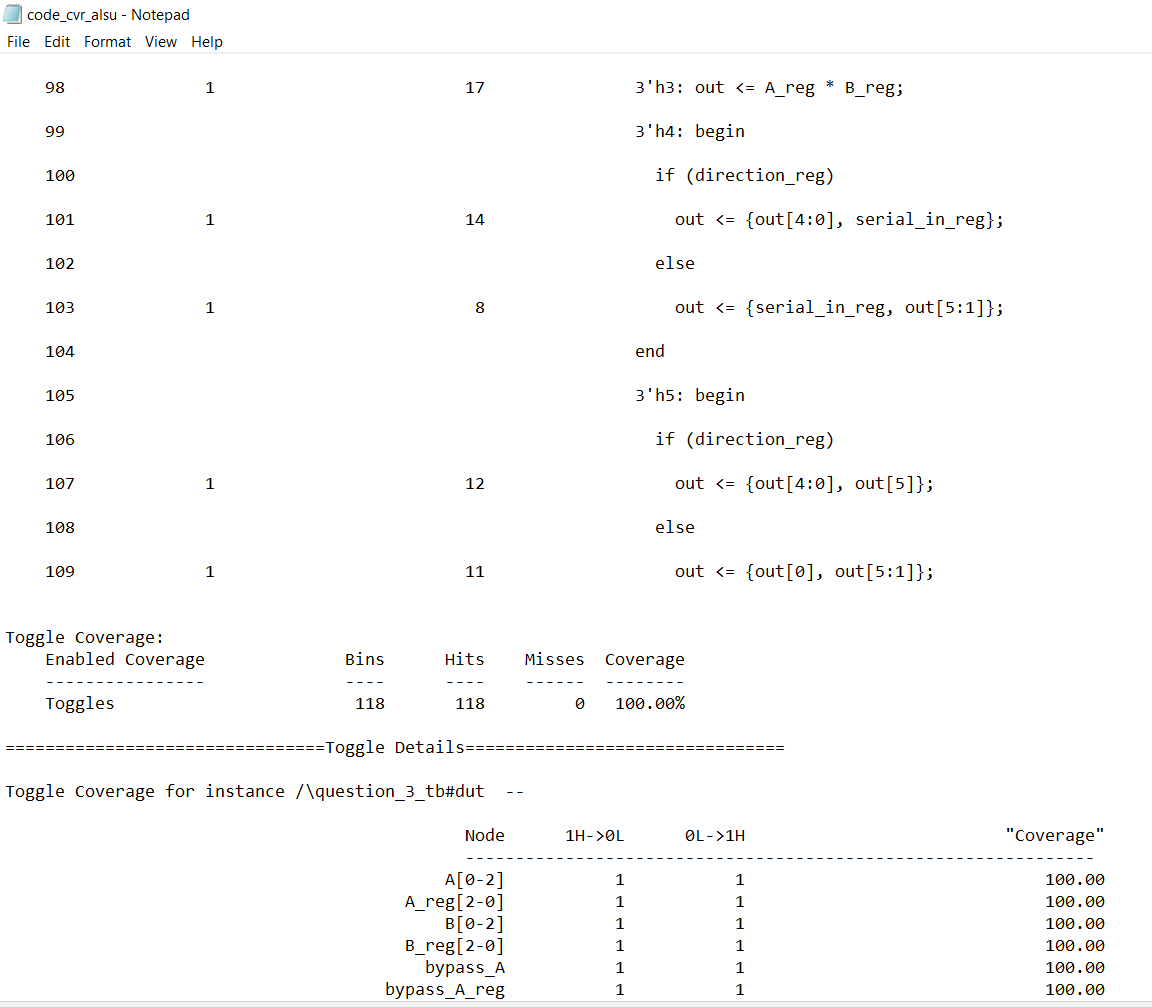 code_cvr_alsu - Notepad
File Edit Format View Help
98 1 17 3'h3: out <= A_reg * B_reg;
99 3'h4: begin
100 if (direction_reg)
101 1 14 out <= {out[4:0], serial_in_reg};
102 else
103 1 8 out <= {serial_in_reg, out[5:1]};
104 end
105 3'h5: begin
106 if (direction_reg)
107 1 12 out <= {out[4:0], out[5]};
108 else
109 1 11 out <= {out[0], out[5:1]};
Toggle Coverage:
Enabled Coverage Bins Hits Misses Coverage
---------------- ---- ---- ------ --------
Toggles 118 118 0 100.00%
================================Toggle Details================================
Toggle Coverage for instance /\question_3_tb#dut --
Node 1H->0L 0L->1H "Coverage"
---------------------------------------------------------------
A[0-2] 1 1 100.00
A_reg[2-0] 1 1 100.00
B[0-2] 1 1 100.00
B_reg[2-0] 1 1 100.00
bypass_A 1 1 100.00
bypass_A_reg 1 1 100.00